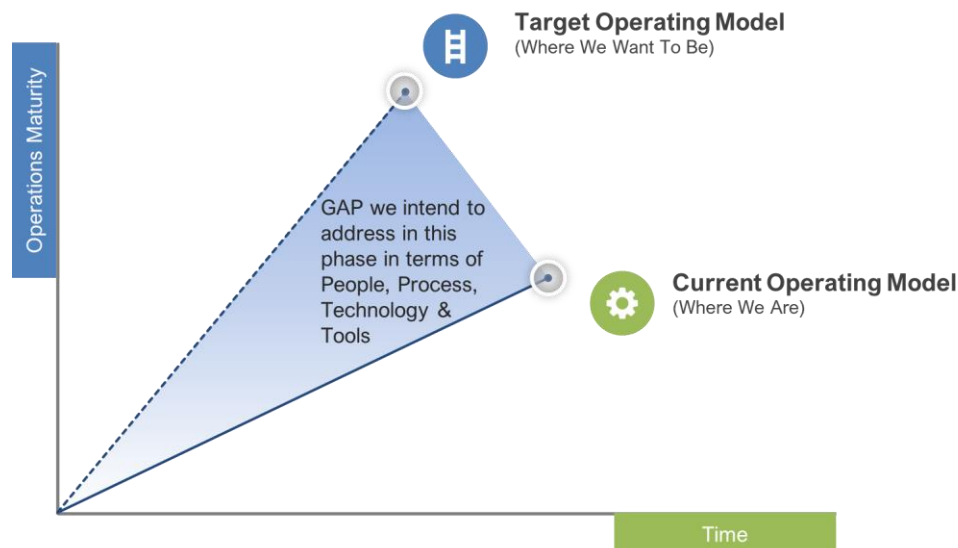 Target Operating Model
(Where We Want To Be)
Operations Maturity
GAP we intend to
address in this
phase in terms of
People, Process,
Technology &
Tools
Current Operating Model
(Where We Are)
Time